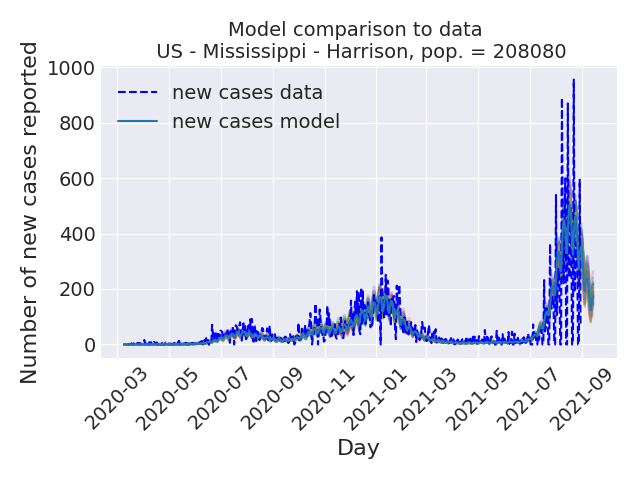 Model comparison to data
US - Mississippi - Harrison, pop. = 208080
Number of new cases reported
1000
800
600
400
200
0
new cases data
new cases model
2020-03
2020-05
2020-07
2020-09
2020-11
2021-01
2021-03
2021-05
2021-07
2021-09
Day